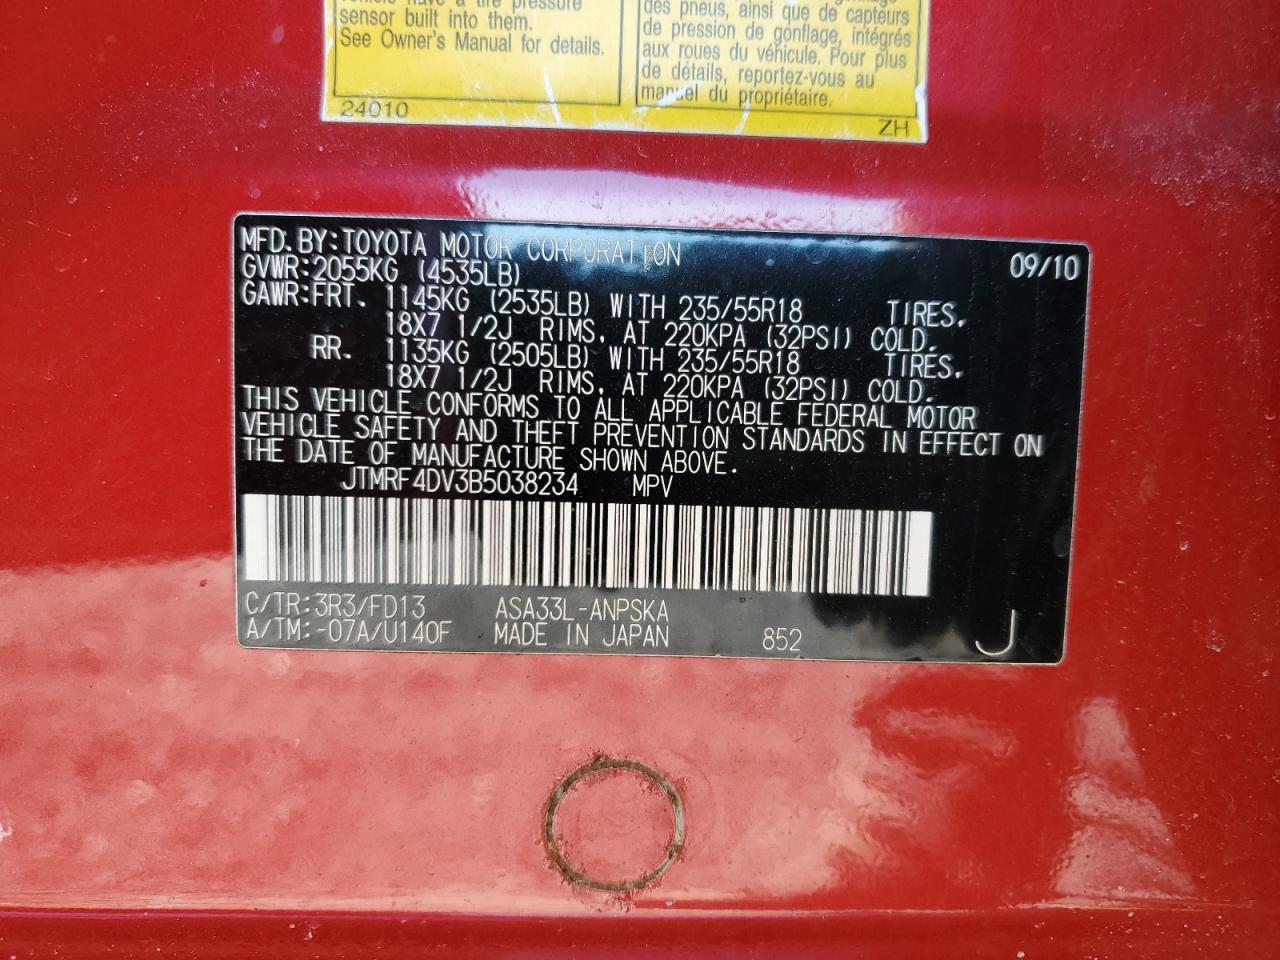 vehicle have a tire pressure
sensor built into them.
See Owner's Manual for details.
24010
des pneus, ainsi que de capteurs
de pression de gonflage, intégrés
aux roues du véhicule. Pour plus
de détails, reportez-vous au
manuel du propriétaire.
ZH
MFD. BY:TOYOTA MOTOR CORPORATION 09/10
GVWR:2055KG (4535LB)
GAWR:FRT. 1145KG (2535LB) WITH 235/55R18 TIRES,
18X7 1/2J RIMS, AT 220KPA (32PSI) COLD.
RR. 1135KG (2505LB) WITH 235/55R18 TIRES,
18X7 1/2J RIMS, AT 220KPA (32PSI) COLD.
THIS VEHICLE CONFORMS TO ALL APPLICABLE FEDERAL MOTOR
VEHICLE SAFETY AND THEFT PREVENTION STANDARDS IN EFFECT ON
THE DATE OF MANUFACTURE SHOWN ABOVE.
JTMRF4DV3B5038234 MPV
C/TR:3R3/FD13 ASA33L-ANPSKA
A/TM:-07A/U140F MADE IN JAPAN 852 J